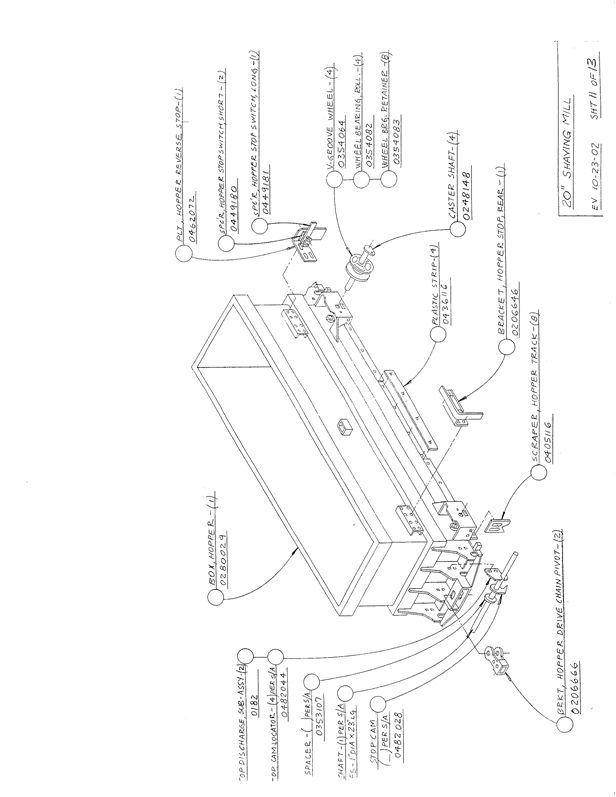 PLT, HOPPER REVERSE STOP-(1)
0462072
SPC'R, HOPPER STOP SWITCH, SHORT-(2)
0449180
SPC'R, HOPPER STOP SWITCH, LONG-(1)
0449181
V-GROOVE WHEEL-(4)
0354064
WHEEL BEARING, ROLL.-(4)
0354082
WHEEL BRG. RETAINER-(8)
0354083
CASTER SHAFT-(4)
0248148
PLASTIC STRIP-(4)
0436116
BRACKET, HOPPER STOP, REAR-(1)
0206646
SCRAPER, HOPPER TRACK-(8)
0405116
BOX, HOPPER-(1)
0280029
OP DISCHARGE, SUB-ASSY-(2)
0182
OP. CAM LOCATOR-(4) PER S/A
0482044
SPACER-( ) PER S/A
0353107
HAFT-(1) PER S/A
STOP CAM
(_) PER S/A
0482028
BRKT, HOPPER DRIVE CHAIN PIVOT-(2)
0206666
20" SHAVING MILL
EV 10-23-02 SHT 11 OF 13